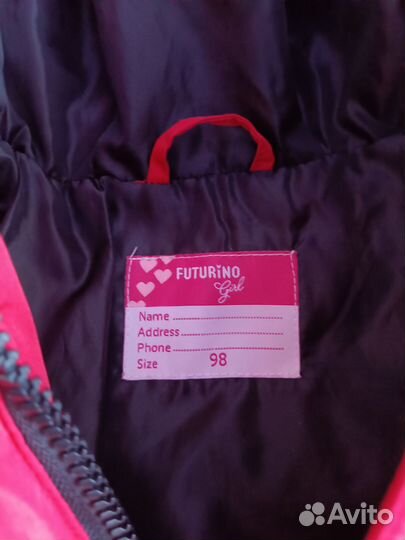 FUTURiNO
Girl
Name
Address
Phone
Size 98
Avito